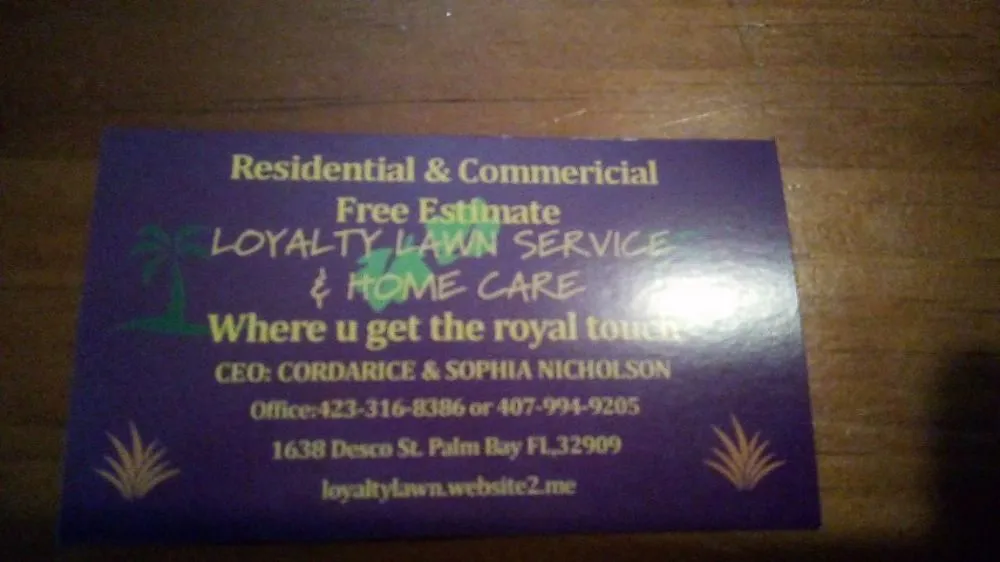 Residential & Commericial
Free Estimate
LOYALTY LAWN SERVICE
& HOME CARE
Where u get the royal touch
CEO: CORDARICE & SOPHIA NICHOLSON
Office:423-316-8386 or 407-994-9205
1638 Desco St. Palm Bay Fl,32909
loyaltylawn.website2.me